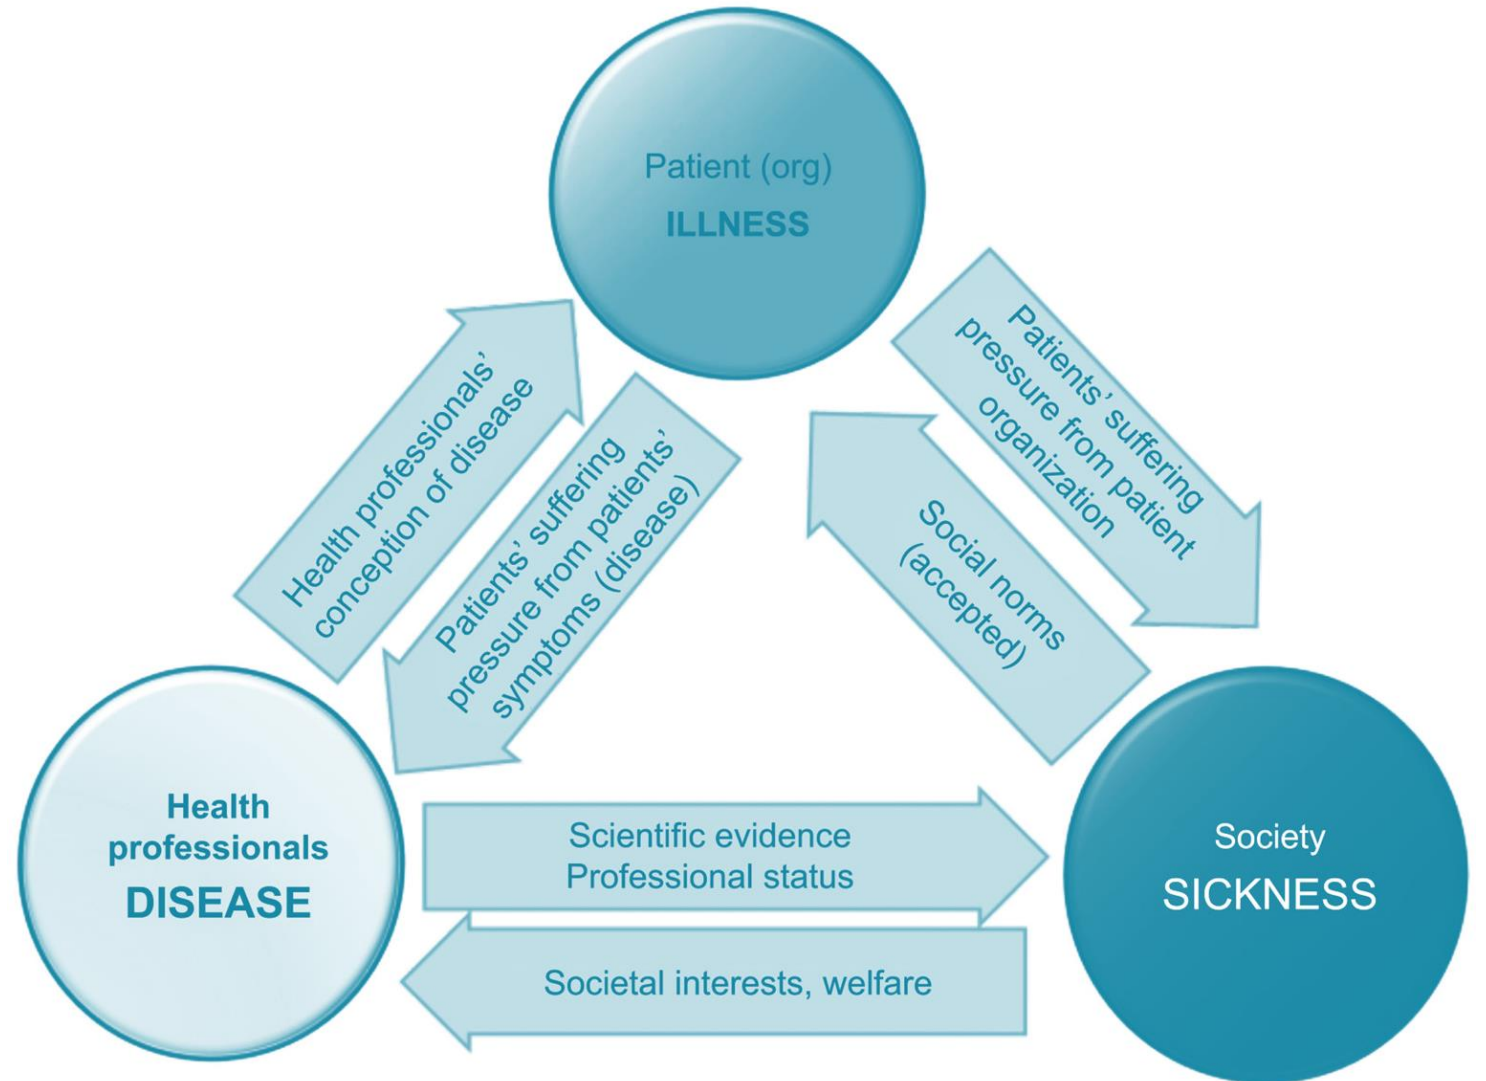 Patient (org)
ILLNESS
Health professionals’
conception of disease
Patients’ suffering
pressure from patients’
symptoms (disease)
Patients’ suffering
pressure from patient
organization
Social norms
(accepted)
Health
professionals
DISEASE
Scientific evidence
Professional status
Societal interests, welfare
Society
SICKNESS